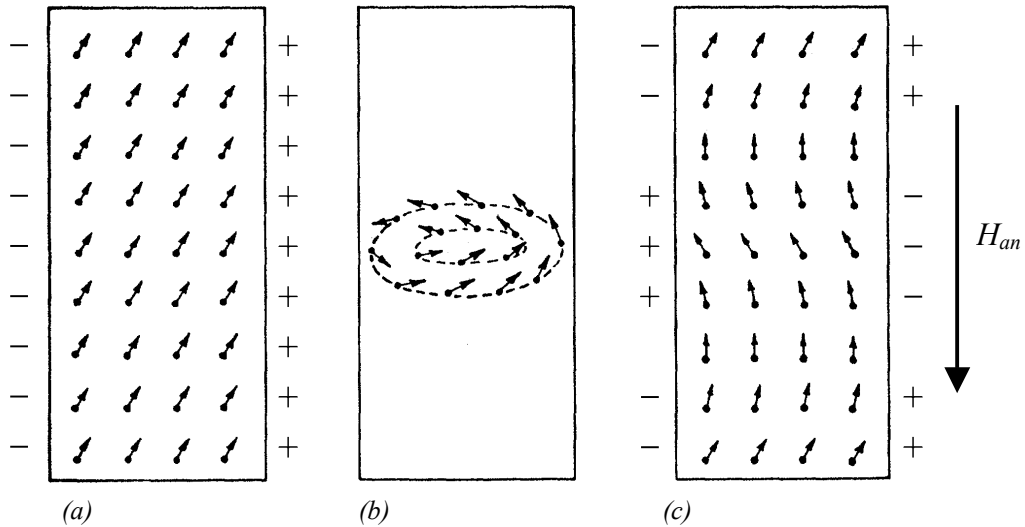 − + − +
− + − +
− +
− + + −
− + + − H_an
− + + −
− +
− + − +
− + − +
(a) (b) (c)